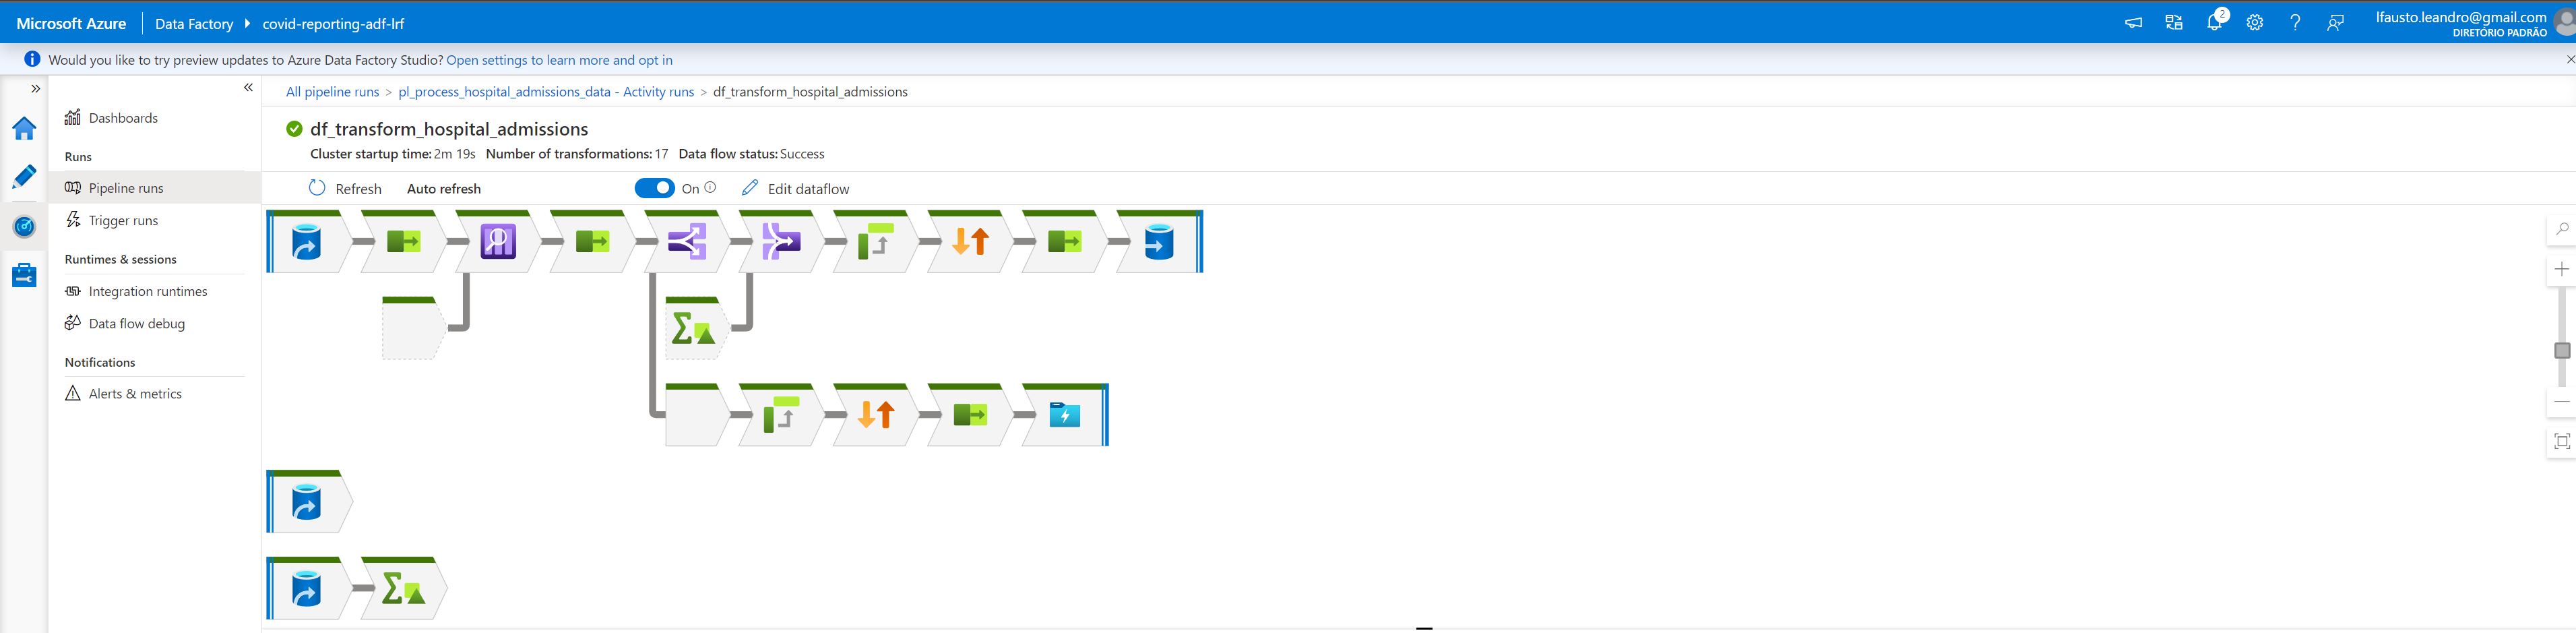 Microsoft Azure Data Factory covid-reporting-adf-lrf 2 lfausto.leandro@gmail.com
DIRETÓRIO PADRÃO
Would you like to try preview updates to Azure Data Factory Studio? Open settings to learn more and opt in
All pipeline runs > pl_process_hospital_admissions_data - Activity runs > df_transform_hospital_admissions
Dashboards
Runs
Pipeline runs
Trigger runs
Runtimes & sessions
Integration runtimes
Data flow debug
Notifications
Alerts & metrics
df_transform_hospital_admissions
Cluster startup time: 2m 19s Number of transformations: 17 Data flow status: Success
Refresh Auto refresh On Edit dataflow